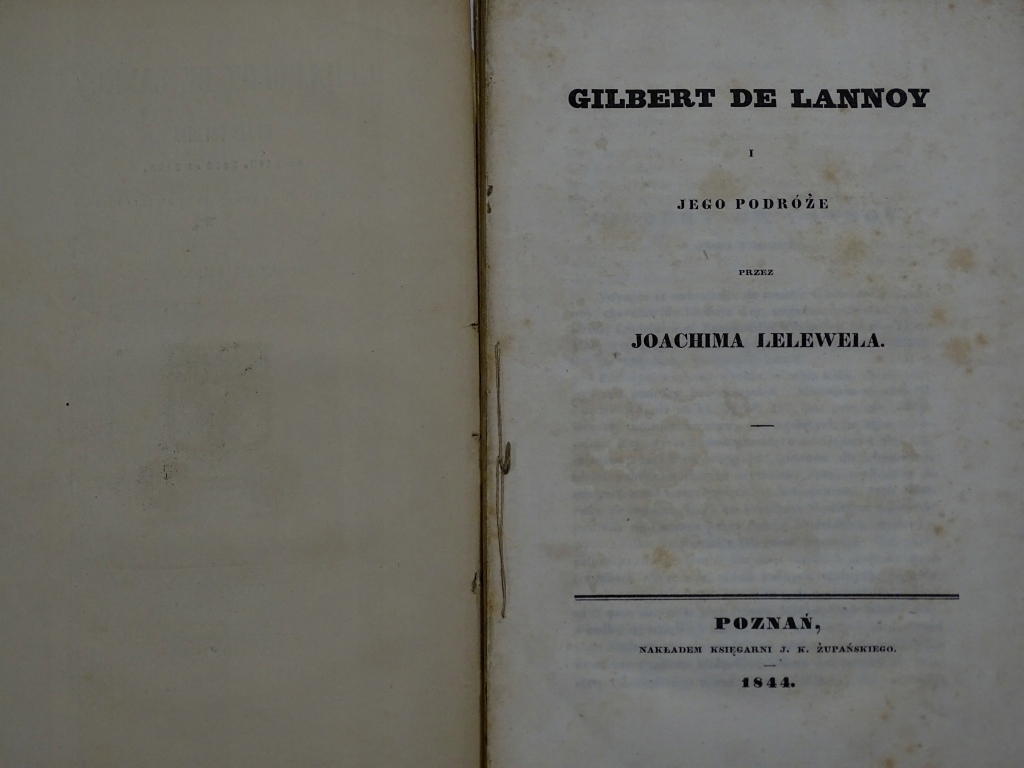 GILBERT DE LANNOY
I
JEGO PODRÓŻE
PRZEZ
JOACHIMA LELEWELA.
POZNAŃ,
NAKŁADEM KSIĘGARNI J. K. ŻUPAŃSKIEGO.
1844.